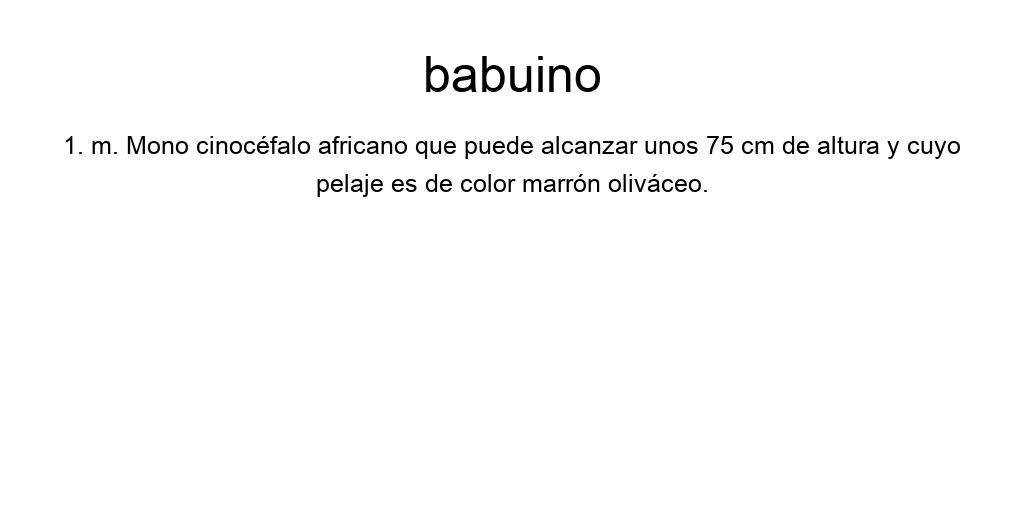 babuino
1. m. Mono cinocéfalo africano que puede alcanzar unos 75 cm de altura y cuyo
pelaje es de color marrón oliváceo.